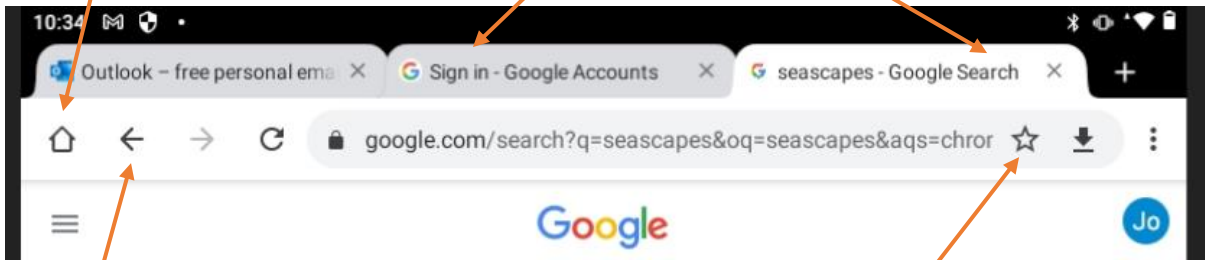 10:34
Outlook – free personal ema
Sign in - Google Accounts
seascapes - Google Search
google.com/search?q=seascapes&oq=seascapes&aqs=chror
Google
Jo